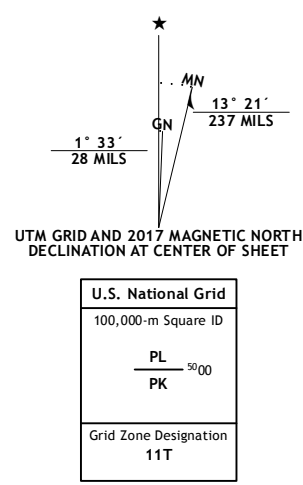 ★
MN
GN
13° 21´
237 MILS
1° 33´
28 MILS
UTM GRID AND 2017 MAGNETIC NORTH
DECLINATION AT CENTER OF SHEET
U.S. National Grid
100,000-m Square ID
PL
5000
PK
Grid Zone Designation
11T